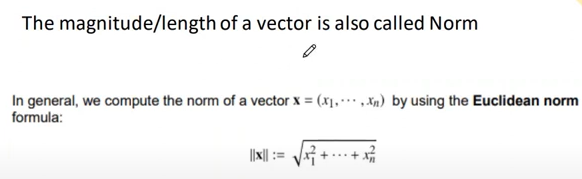 The magnitude/length of a vector is also called Norm
In general, we compute the norm of a vector x = (x₁, ⋯ , xₙ) by using the Euclidean norm
formula:
||x|| := √(x₁² + ⋯ + xₙ²)